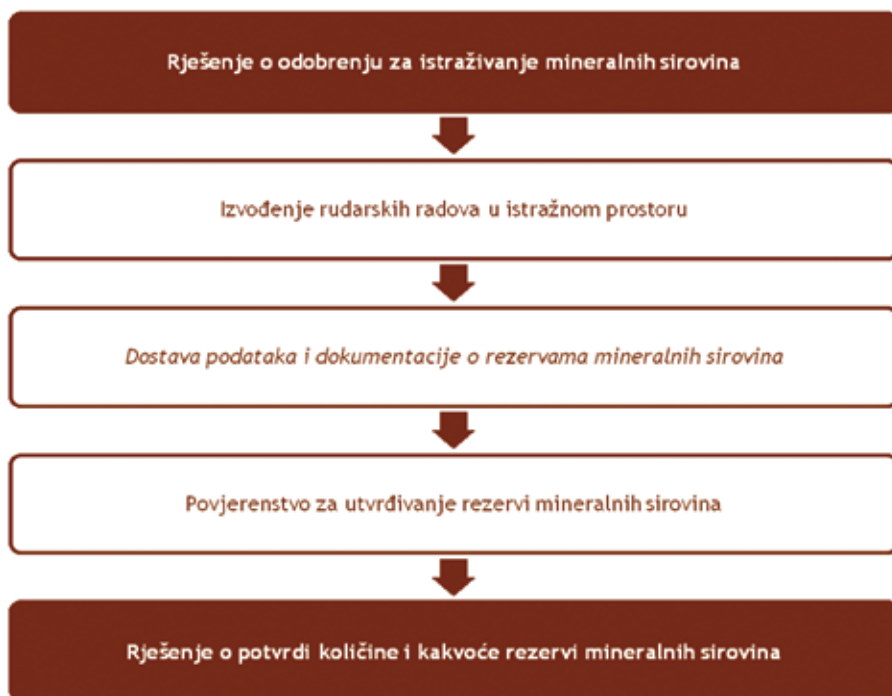 Rješenje o odobrenju za istraživanje mineralnih sirovina
Izvođenje rudarskih radova u istražnom prostoru
Dostava podataka i dokumentacije o rezervama mineralnih sirovina
Povjerenstvo za utvrđivanje rezervi mineralnih sirovina
Rješenje o potvrdi količine i kakvoće rezervi mineralnih sirovina